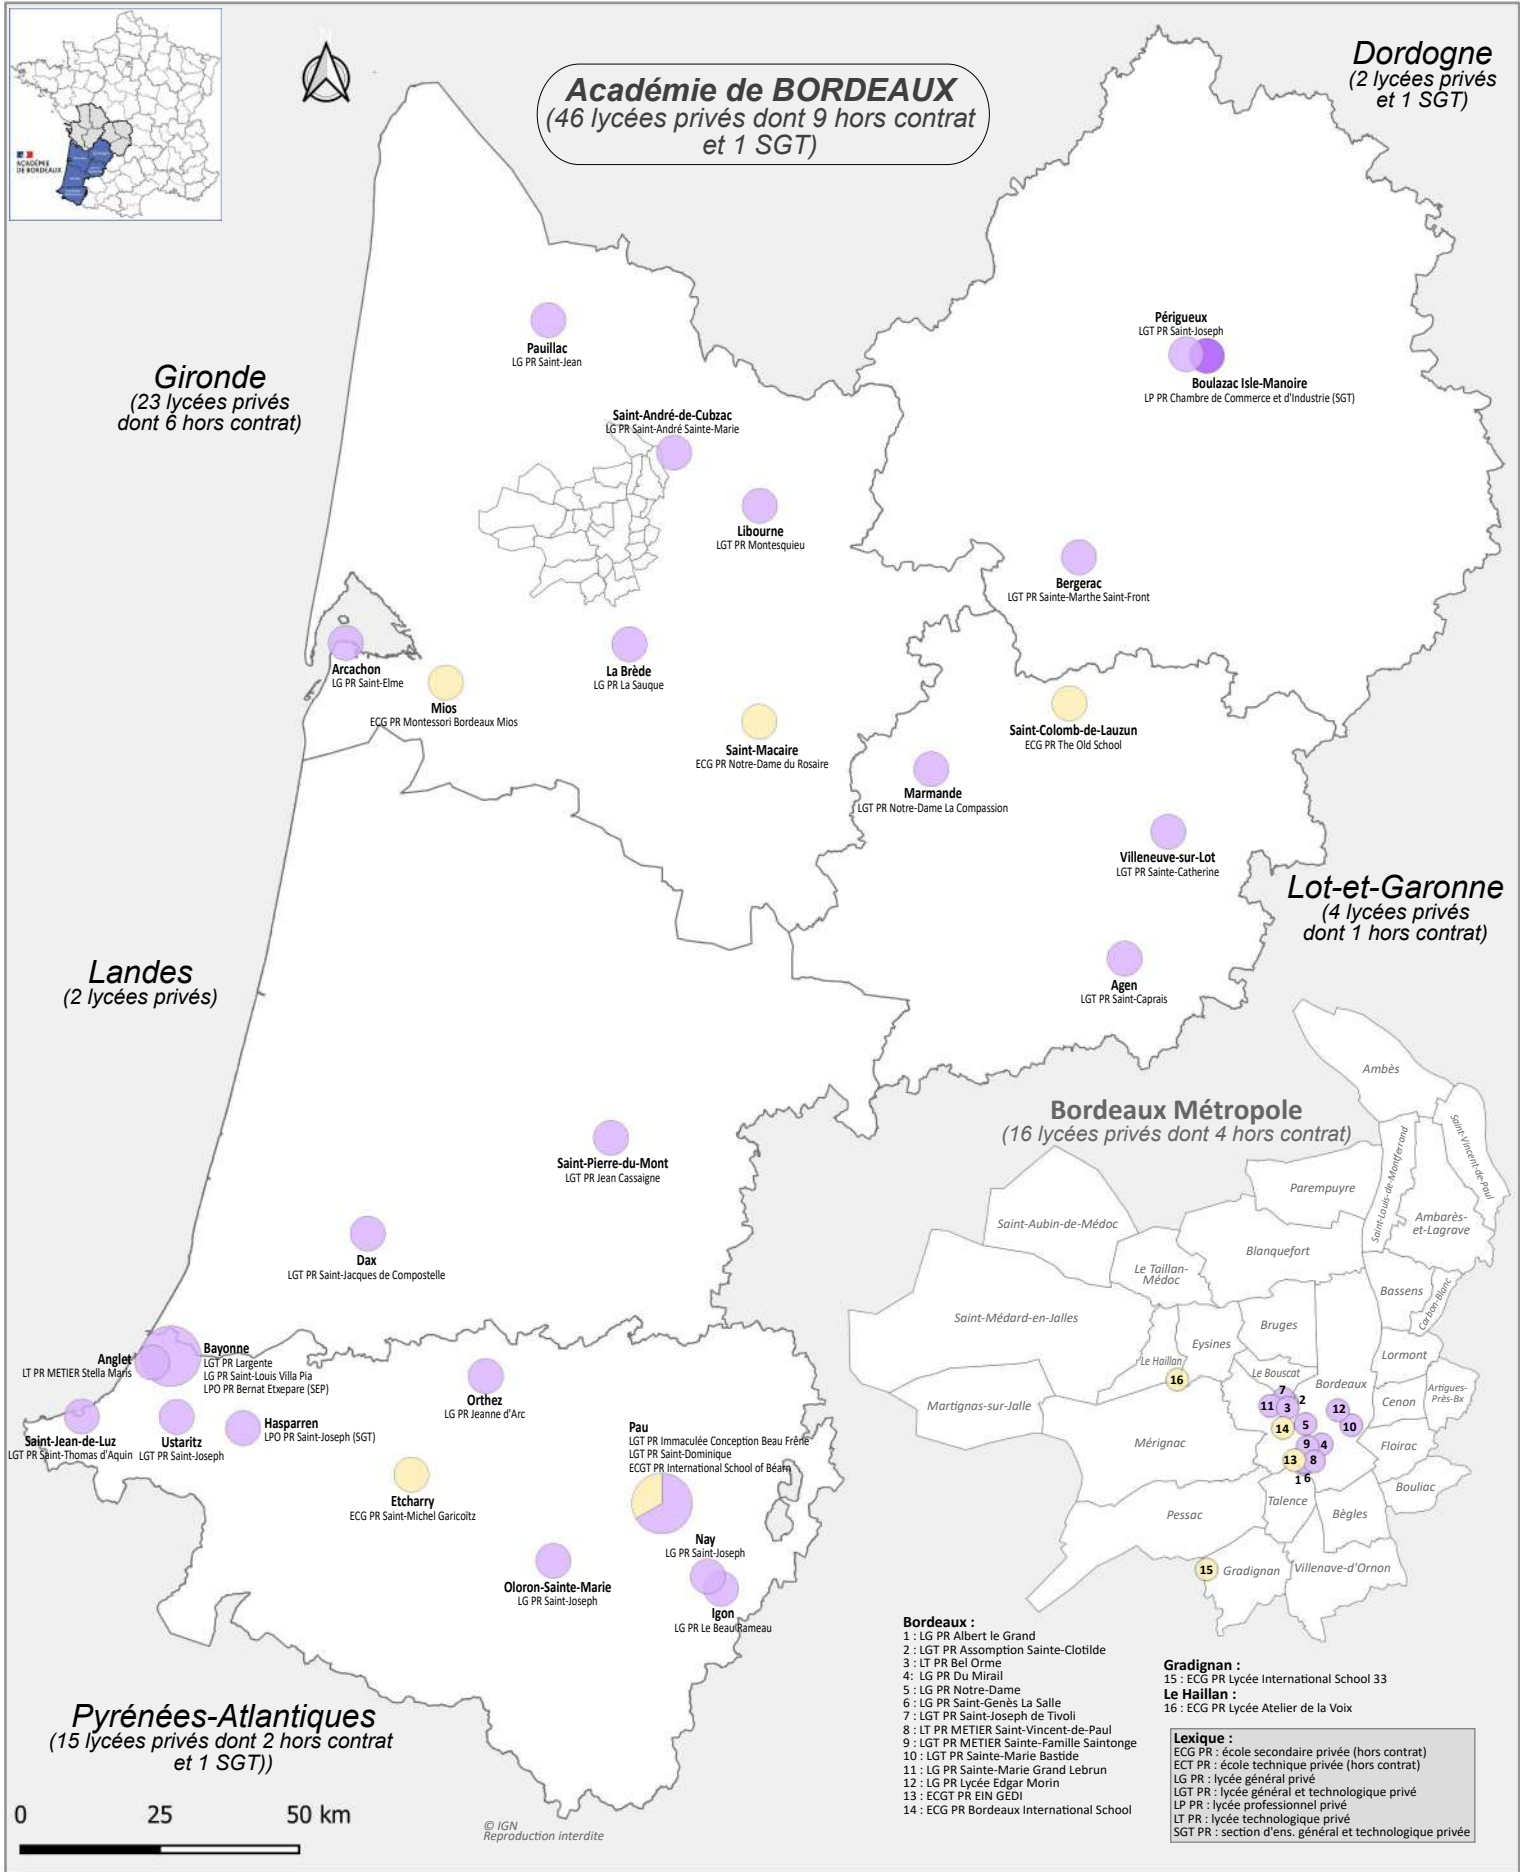 N
ACADÉMIE
DE BORDEAUX
Académie de BORDEAUX
(46 lycées privés dont 9 hors contrat
et 1 SGT)
Dordogne
(2 lycées privés
et 1 SGT)
Gironde
(23 lycées privés
dont 6 hors contrat)
Pauillac
LG PR Saint-Jean
Saint-André-de-Cubzac
LG PR Saint-André Sainte-Marie
Libourne
LGT PR Montesquieu
Arcachon
LG PR Saint-Elme
Mios
ECG PR Montessori Bordeaux Mios
La Brède
LG PR La Sauque
Saint-Macaire
ECG PR Notre-Dame du Rosaire
Périgueux
LGT PR Saint-Joseph
Boulazac Isle-Manoire
LP PR Chambre de Commerce et d'Industrie (SGT)
Bergerac
LGT PR Sainte-Marthe Saint-Front
Saint-Colomb-de-Lauzun
ECG PR The Old School
Marmande
LGT PR Notre-Dame La Compassion
Villeneuve-sur-Lot
LGT PR Sainte-Catherine
Agen
LGT PR Saint-Caprais
Lot-et-Garonne
(4 lycées privés
dont 1 hors contrat)
Landes
(2 lycées privés)
Saint-Pierre-du-Mont
LGT PR Jean Cassaigne
Dax
LGT PR Saint-Jacques de Compostelle
Anglet
LT PR METIER Stella Maris
Bayonne
LGT PR Largente
LG PR Saint-Louis Villa Pia
LPO PR Bernat Etxepare (SEP)
Saint-Jean-de-Luz
LGT PR Saint-Thomas d'Aquin
Ustaritz
LGT PR Saint-Joseph
Hasparren
LPO PR Saint-Joseph (SGT)
Orthez
LG PR Jeanne d'Arc
Etcharry
ECG PR Saint-Michel Garicoïtz
Pau
LGT PR Immaculée Conception Beau Frêne
LGT PR Saint-Dominique
ECGT PR International School of Béarn
Nay
LG PR Saint-Joseph
Igon
LG PR Le Beau Rameau
Oloron-Sainte-Marie
LG PR Saint-Joseph
Pyrénées-Atlantiques
(15 lycées privés dont 2 hors contrat
et 1 SGT))
0 25 50 km
© IGN
Reproduction interdite
Bordeaux Métropole
(16 lycées privés dont 4 hors contrat)
Ambès
Saint-Vincent-de-Paul
Saint-Louis-de-Montferrand
Parempuyre
Ambarès-
et-Lagrave
Saint-Aubin-de-Médoc
Blanquefort
Le Taillan-
Médoc
Bassens
Carbon-Blanc
Saint-Médard-en-Jalles
Bruges
Eysines
Lormont
Le Haillan
Le Bouscat
Bordeaux
Cenon
Artigues-
Près-Bx
Martignas-sur-Jalle
Mérignac
Floirac
Bouliac
Pessac
Talence
Bègles
Gradignan
Villenave-d'Ornon
16
7
2
11
3
12
5
10
14
9
4
13
8
1
6
15
Bordeaux :
1 : LG PR Albert le Grand
2 : LGT PR Assomption Sainte-Clotilde
3 : LT PR Bel Orme
4: LG PR Du Mirail
5 : LG PR Notre-Dame
6 : LG PR Saint-Genès La Salle
7 : LGT PR Saint-Joseph de Tivoli
8 : LT PR METIER Saint-Vincent-de-Paul
9 : LGT PR METIER Sainte-Famille Saintonge
10 : LGT PR Sainte-Marie Bastide
11 : LG PR Sainte-Marie Grand Lebrun
12 : LG PR Lycée Edgar Morin
13 : ECGT PR EIN GEDI
14 : ECG PR Bordeaux International School
Gradignan :
15 : ECG PR Lycée International School 33
Le Haillan :
16 : ECG PR Lycée Atelier de la Voix
Lexique :
ECG PR : école secondaire privée (hors contrat)
ECT PR : école technique privée (hors contrat)
LG PR : lycée général privé
LGT PR : lycée général et technologique privé
LP PR : lycée professionnel privé
LT PR : lycée technologique privé
SGT PR : section d'ens. général et technologique privée